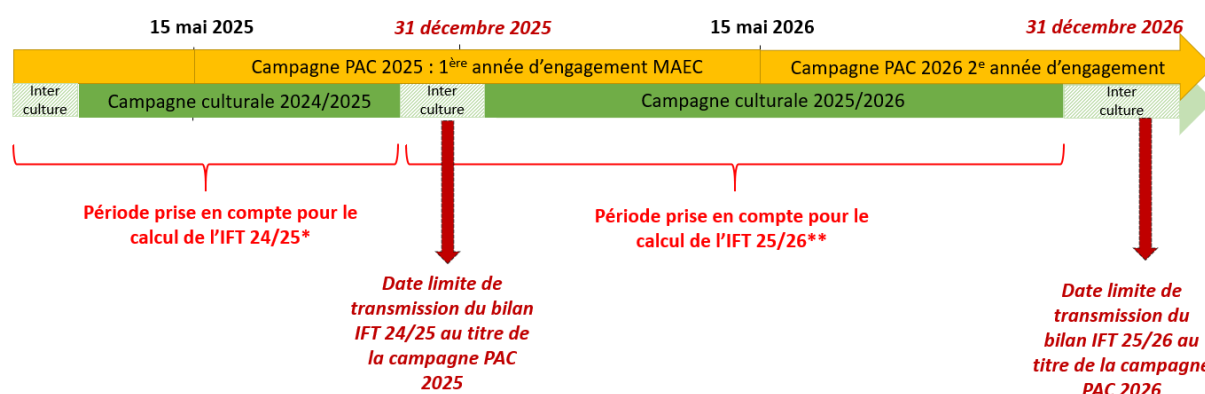 15 mai 2025
31 décembre 2025
15 mai 2026
31 décembre 2026
Campagne PAC 2025 : 1ère année d’engagement MAEC
Campagne PAC 2026 2e année d’engagement
Inter
culture
Campagne culturale 2024/2025
Inter
culture
Campagne culturale 2025/2026
Inter
culture
Période prise en compte pour le
calcul de l’IFT 24/25*
Période prise en compte pour le
calcul de l’IFT 25/26**
Date limite de
transmission du bilan
IFT 24/25 au titre de
la campagne PAC
2025
Date limite de
transmission du
bilan IFT 25/26 au
titre de la campagne
PAC 2026